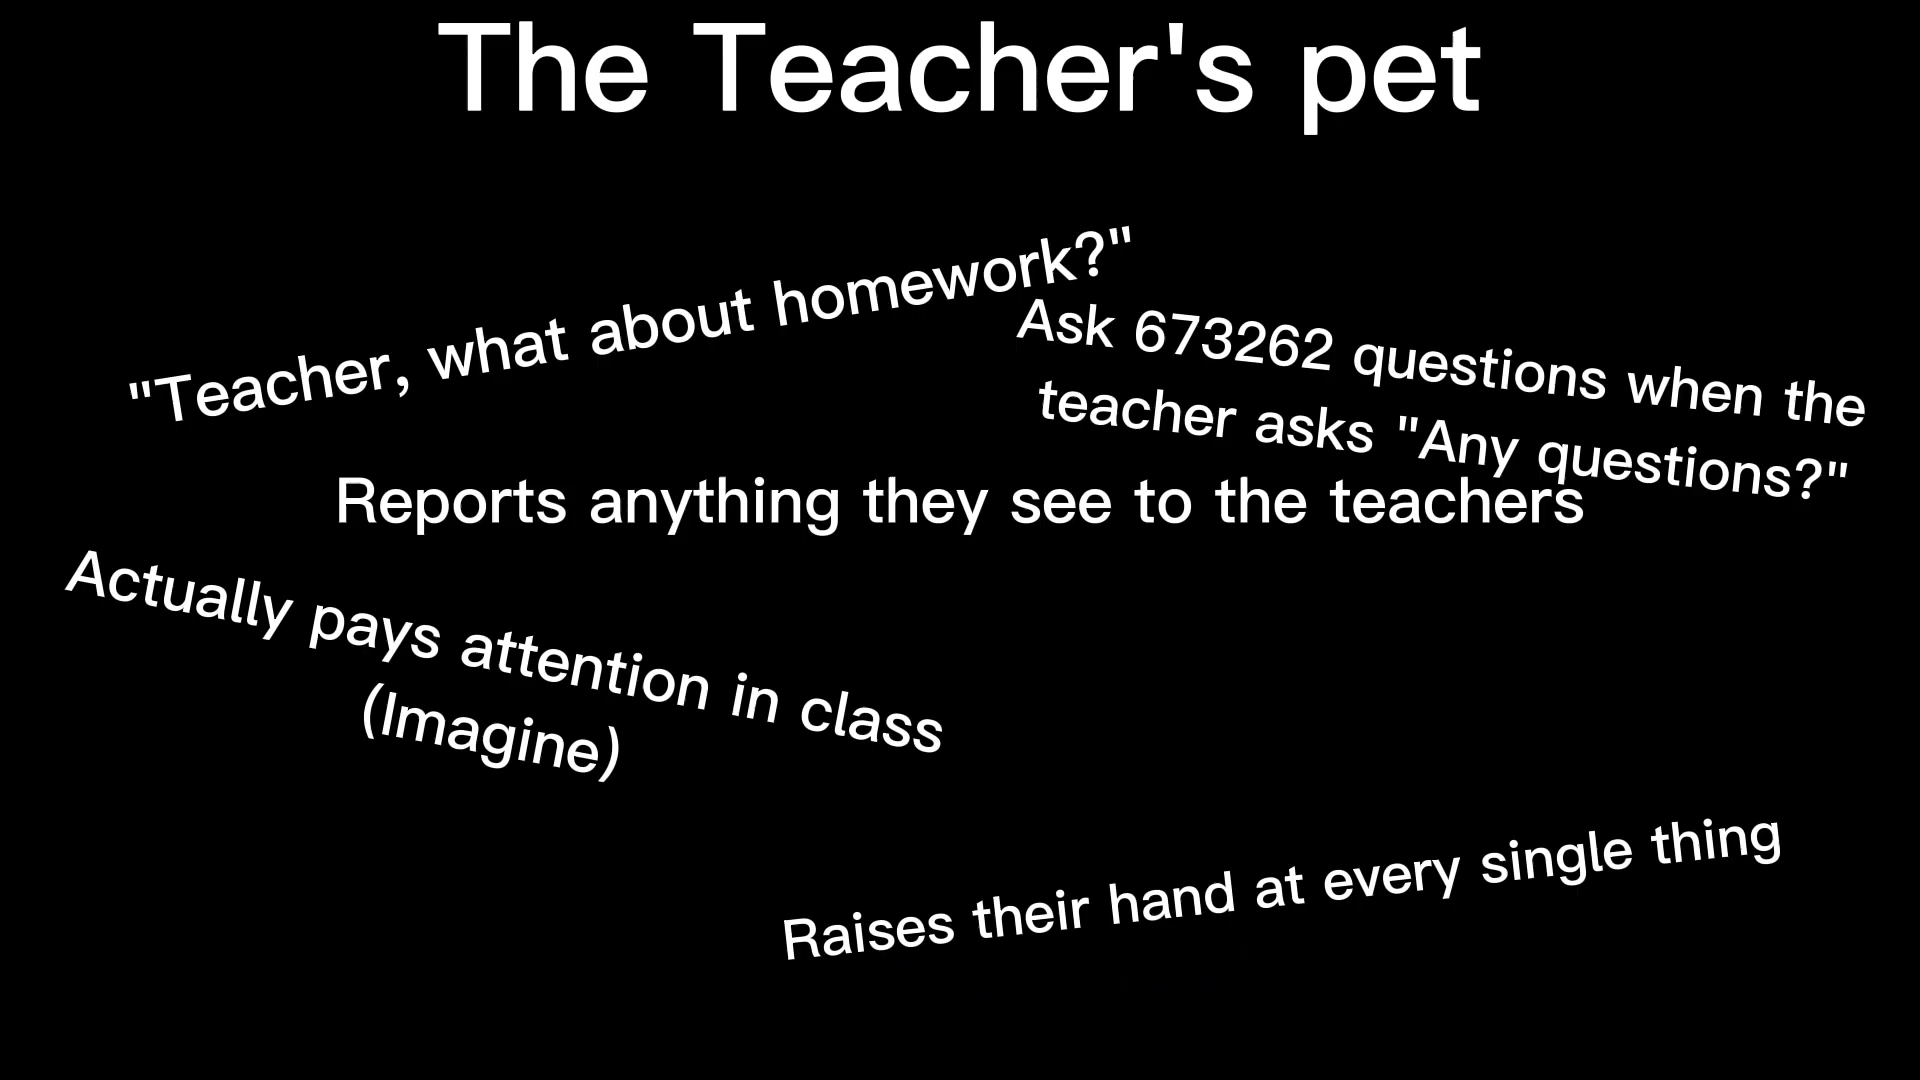 The Teacher's pet
"Teacher, what about homework?"
Ask 673262 questions when the
teacher asks "Any questions?"
Reports anything they see to the teachers
Actually pays attention in class
(Imagine)
Raises their hand at every single thing